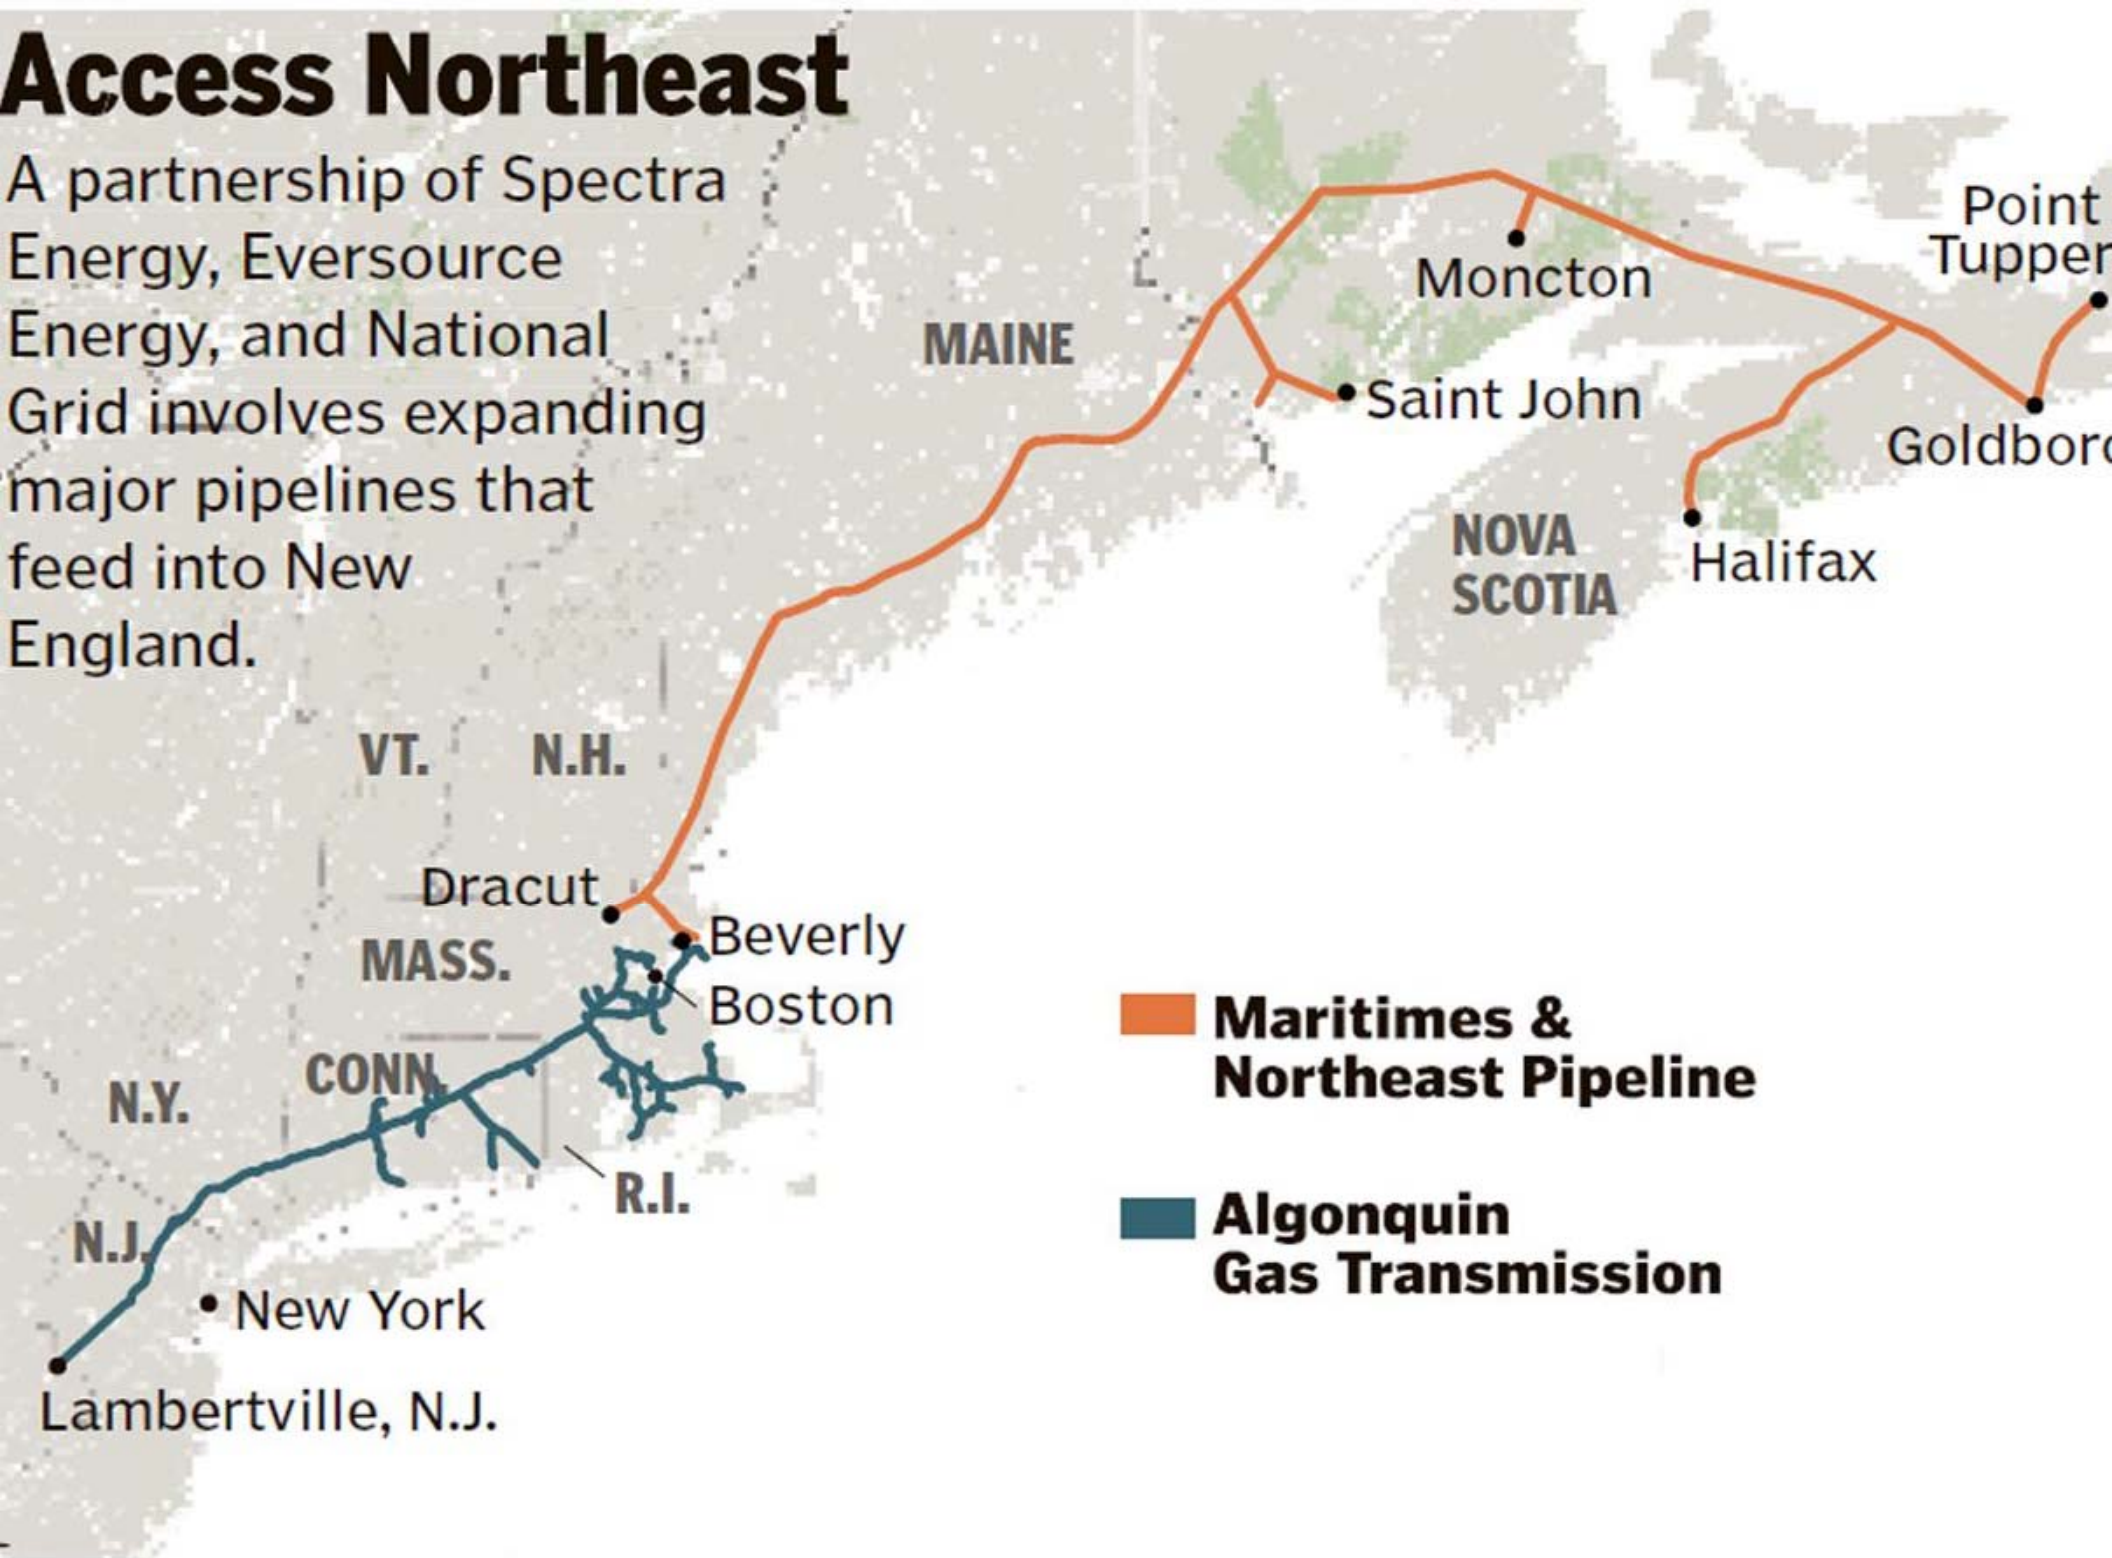 Access Northeast
A partnership of Spectra
Energy, Eversource
Energy, and National
Grid involves expanding
major pipelines that
feed into New
England.
Point
Tupper
Moncton
MAINE
Saint John
Goldboro
NOVA
SCOTIA
Halifax
VT.
N.H.
Dracut
Beverly
MASS.
Boston
Maritimes &
Northeast Pipeline
CONN.
N.Y.
R.I.
Algonquin
Gas Transmission
N.J.
New York
Lambertville, N.J.